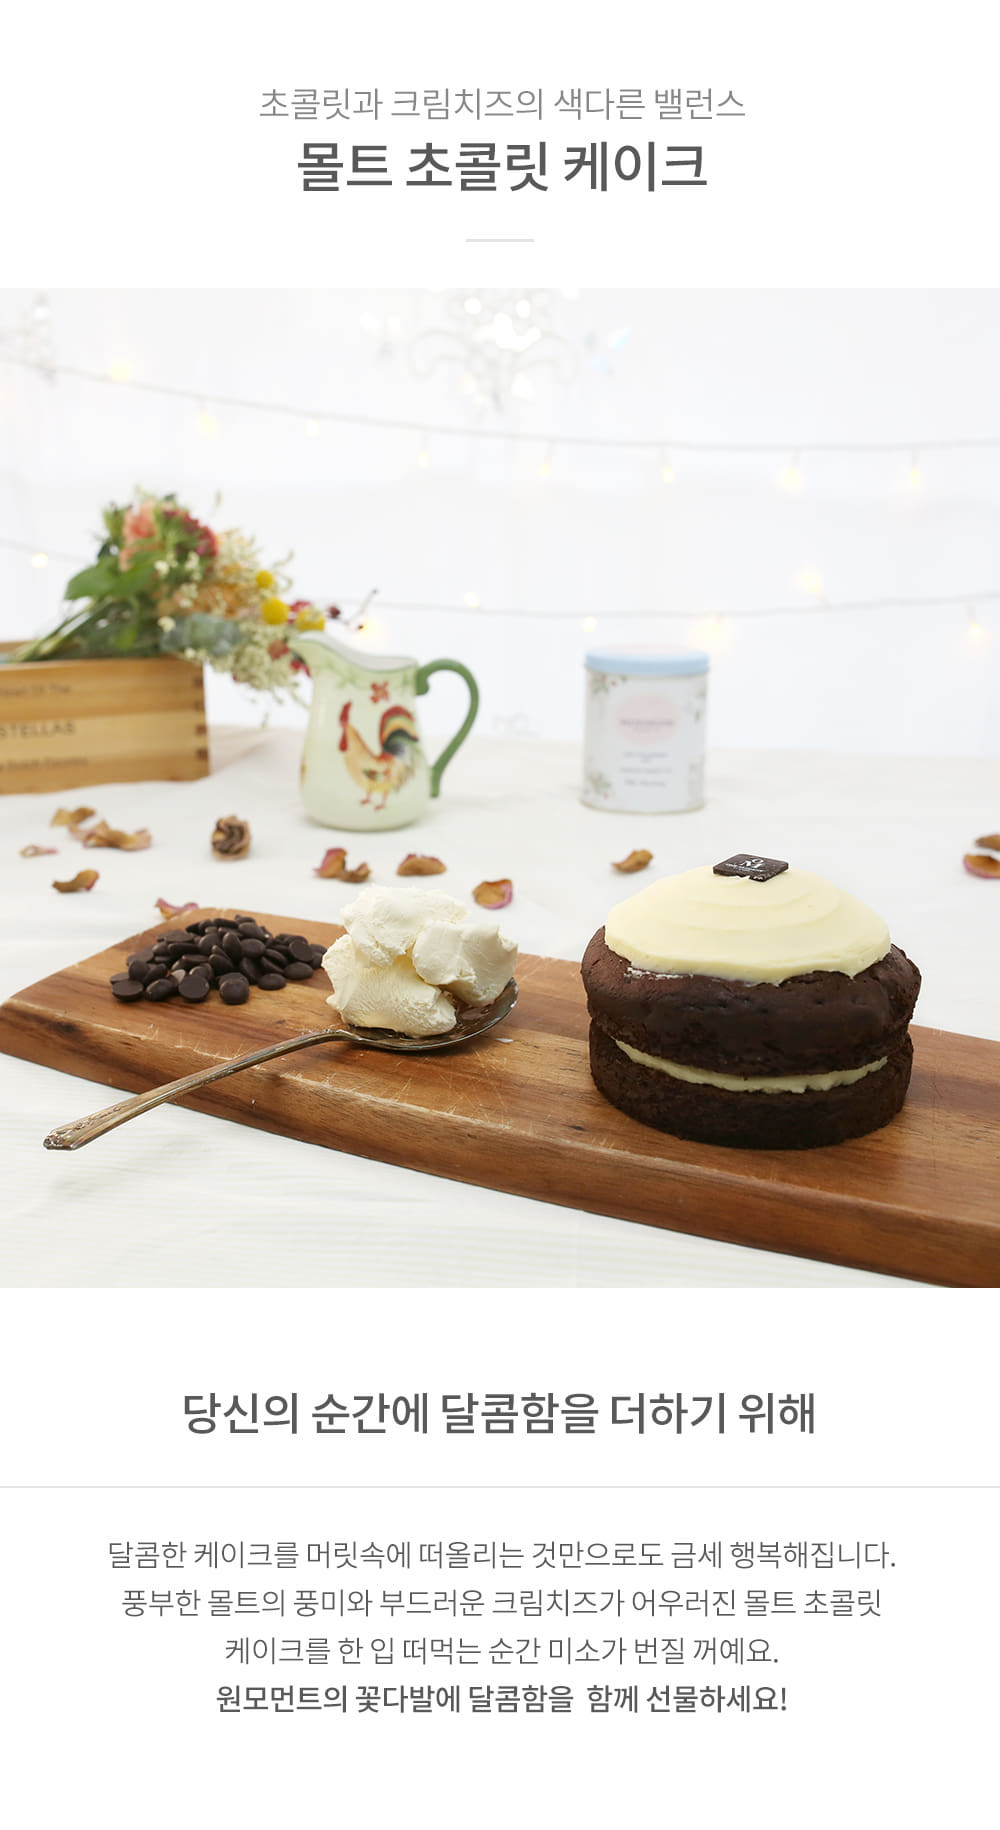 초콜릿과 크림치즈의 색다른 밸런스
몰트 초콜릿 케이크
STELLAS
당신의 순간에 달콤함을 더하기 위해
달콤한 케이크를 머릿속에 떠올리는 것만으로도 금세 행복해집니다.
풍부한 몰트의 풍미와 부드러운 크림치즈가 어우러진 몰트 초콜릿
케이크를 한 입 떠먹는 순간 미소가 번질 꺼예요.
원모먼트의 꽃다발에 달콤함을 함께 선물하세요!